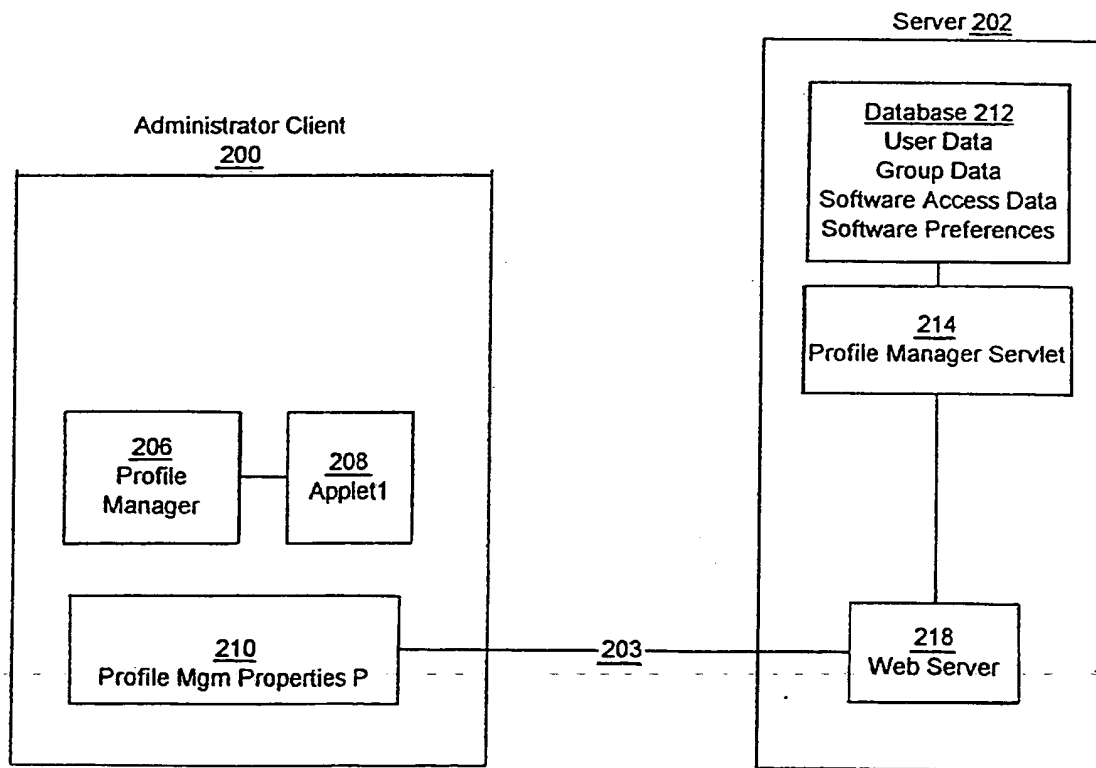 Server 202
Database 212
User Data
Group Data
Software Access Data
Software Preferences
Administrator Client
200
214
Profile Manager Servlet
206
Profile
Manager
208
Applet1
210
Profile Mgm Properties P
203
218
Web Server